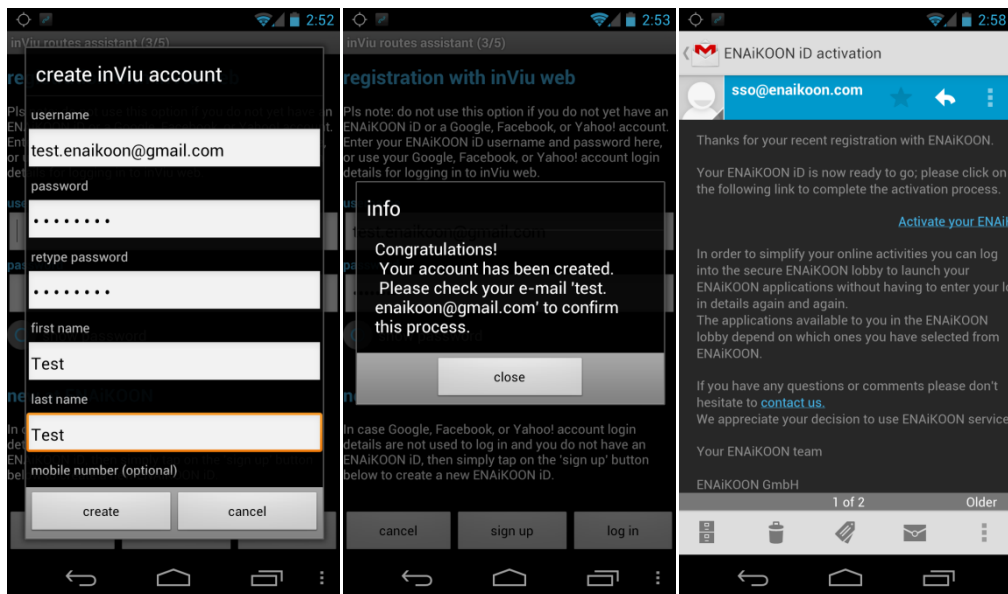 2:52
inViu routes assistant (3/5)
create inViu account
username
test.enaikoon@gmail.com
password
retype password
first name
Test
last name
Test
mobile number (optional)
create
cancel
2:53
inViu routes assistant (3/5)
registration with inViu web
Pls note: do not use this option if you do not yet have an
ENAiKOON iD or a Google, Facebook, or Yahoo! account.
Enter your ENAiKOON iD username and password here,
or use your Google, Facebook, or Yahoo! account login
details for logging in to inViu web.
info
Congratulations!
Your account has been created.
Please check your e-mail 'test.
enaikoon@gmail.com' to confirm
this process.
close
In case Google, Facebook, or Yahoo! account login
details are not used to log in and you do not have an
ENAiKOON iD, then simply tap on the 'sign up' button
below to create a new ENAiKOON iD.
cancel
sign up
log in
2:58
ENAiKOON iD activation
sso@enaikoon.com
Thanks for your recent registration with ENAiKOON.
Your ENAiKOON iD is now ready to go; please click on
the following link to complete the activation process.
Activate your ENAiK
In order to simplify your online activities you can log
into the secure ENAiKOON lobby to launch your
ENAiKOON applications without having to enter your lo
in details again and again.
The applications available to you in the ENAiKOON
lobby depend on which ones you have selected from
ENAiKOON.
If you have any questions or comments please don't
hesitate to contact us.
We appreciate your decision to use ENAiKOON service
Your ENAiKOON team
ENAiKOON GmbH
1 of 2
Older